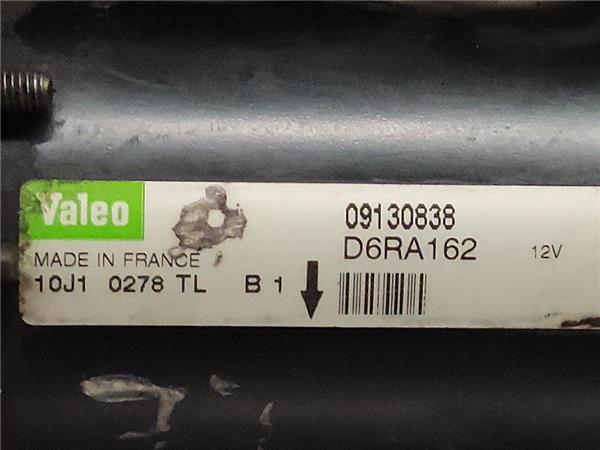 Valeo
09130838
D6RA162 12V
MADE IN FRANCE
10J1 0278 TL B 1